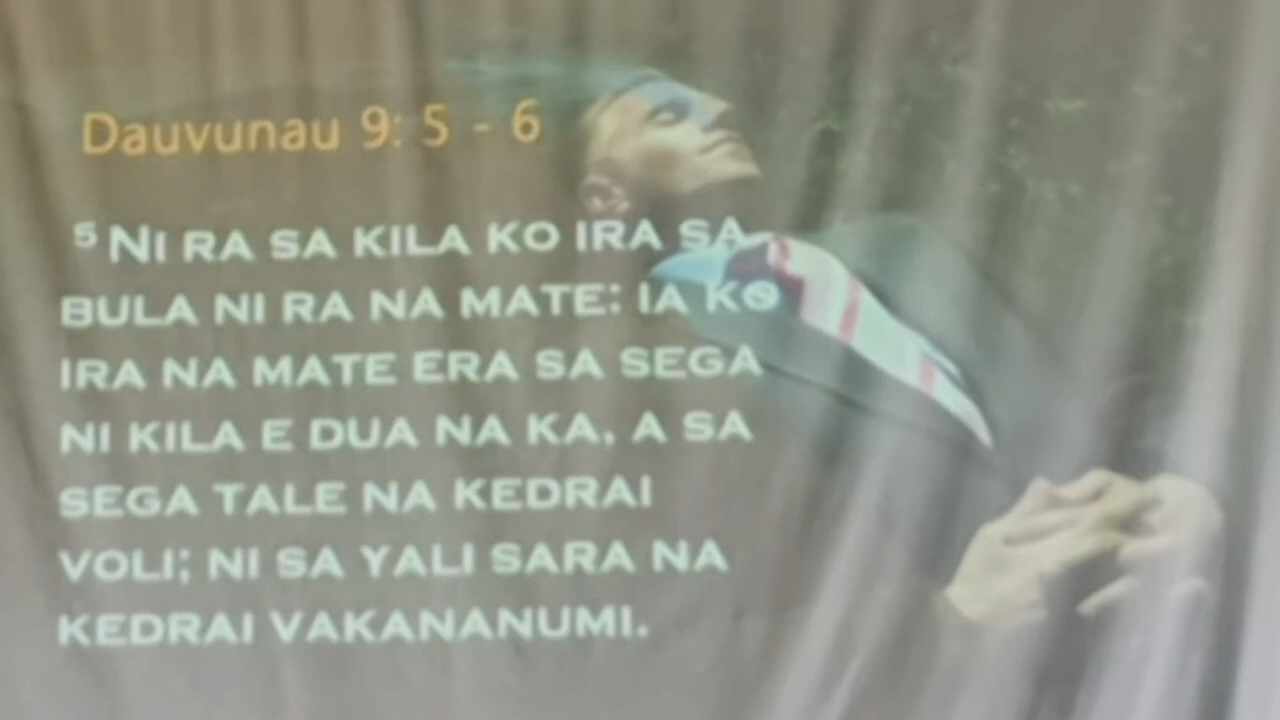 Dauvunau 9: 5 - 6
5 NI RA SA KILA KO IRA SA
BULA NI RA NA MATE: IA KO
IRA NA MATE ERA SA SEGA
NI KILA E DUA NA KA, A SA
SEGA TALE NA KEDRAI
VOLI; NI SA YALI SARA NA
KEDRAI VAKANANUMI.